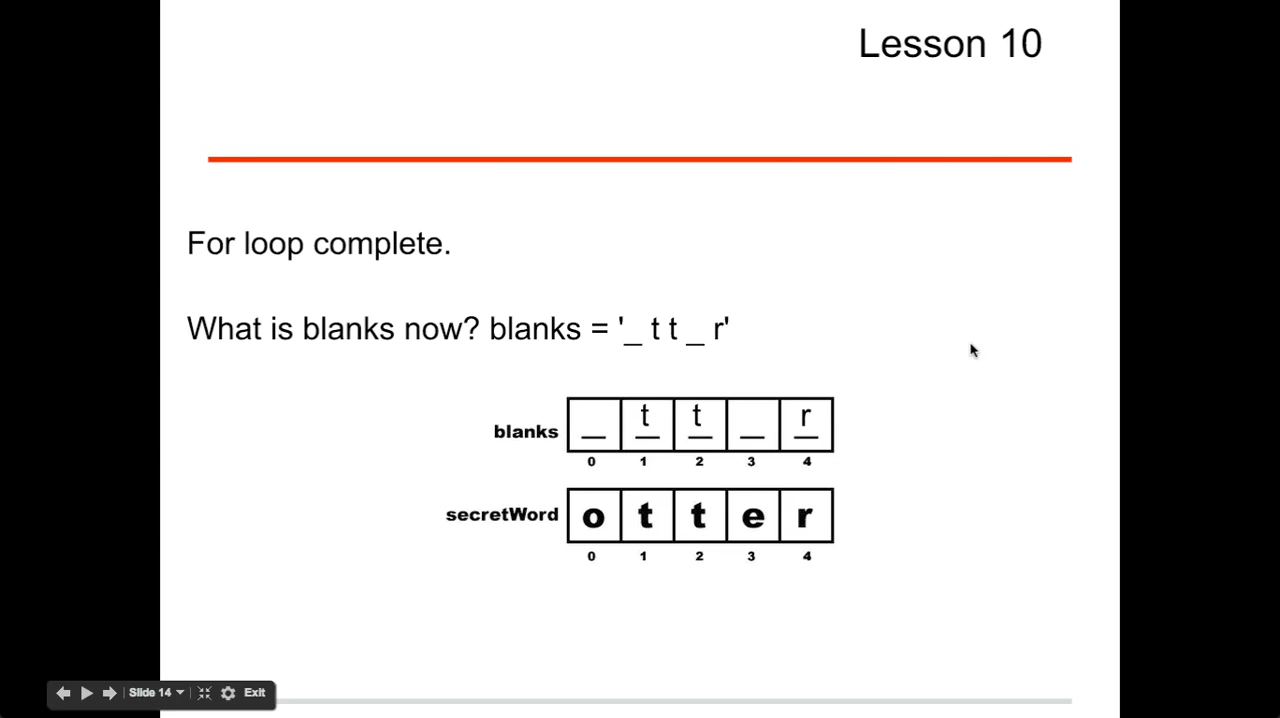 Lesson 10
For loop complete.
What is blanks now? blanks = '_ t t _ r'
blanks _ t t _ r
0 1 2 3 4
secretWord o t t e r
0 1 2 3 4
Slide 14 Exit